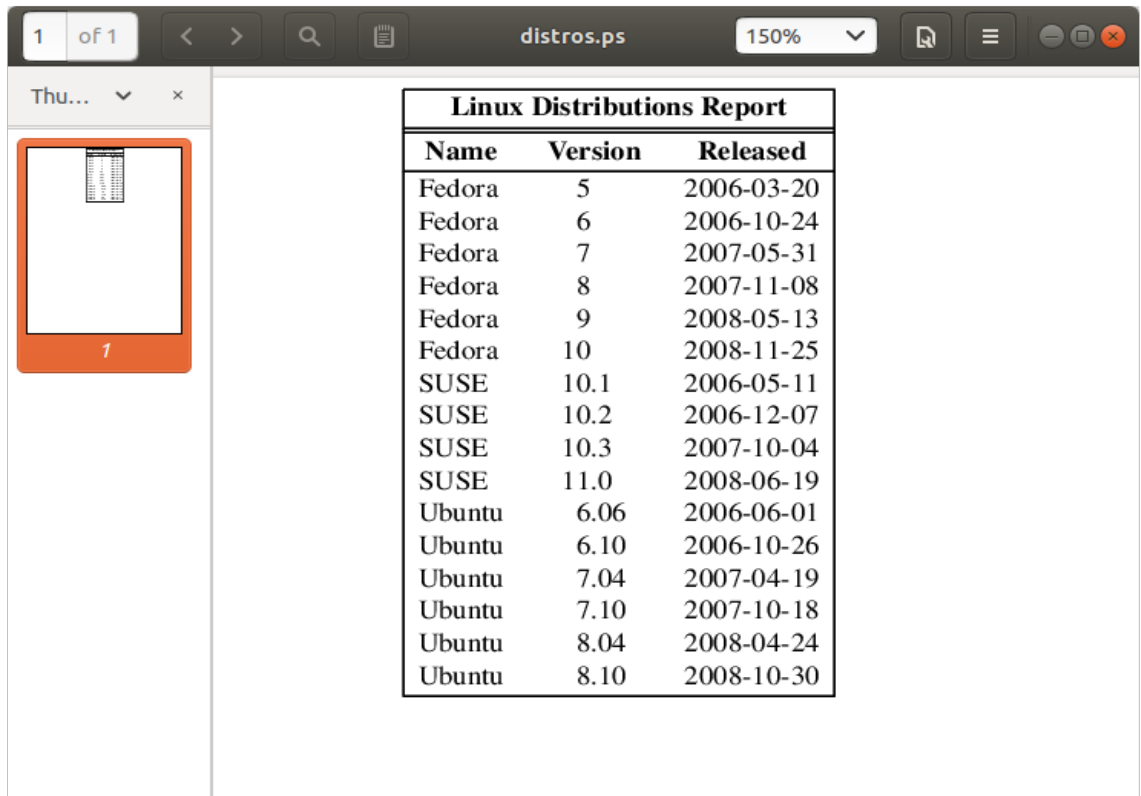 1 of 1 distros.ps 150%
Thu...
1
Linux Distributions Report
Name Version Released
Fedora 5 2006-03-20
Fedora 6 2006-10-24
Fedora 7 2007-05-31
Fedora 8 2007-11-08
Fedora 9 2008-05-13
Fedora 10 2008-11-25
SUSE 10.1 2006-05-11
SUSE 10.2 2006-12-07
SUSE 10.3 2007-10-04
SUSE 11.0 2008-06-19
Ubuntu 6.06 2006-06-01
Ubuntu 6.10 2006-10-26
Ubuntu 7.04 2007-04-19
Ubuntu 7.10 2007-10-18
Ubuntu 8.04 2008-04-24
Ubuntu 8.10 2008-10-30